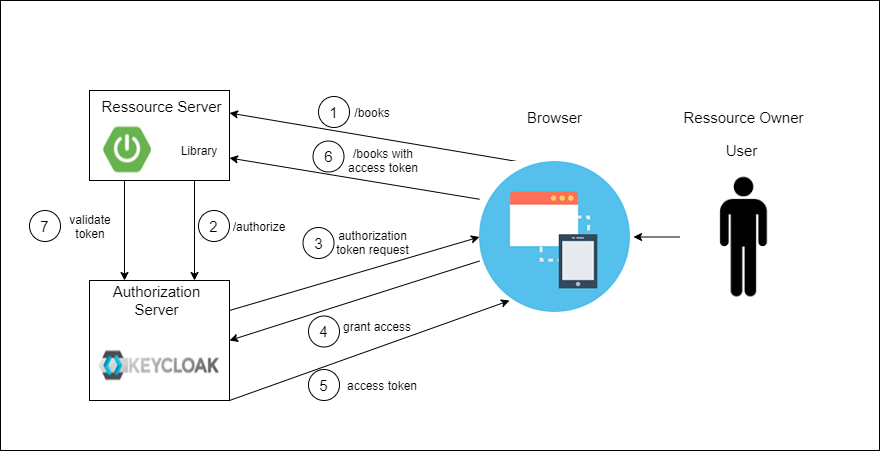 Ressource Server
Library
1
/books
6
/books with
access token
Browser
Ressource Owner
User
7
validate
token
2
/authorize
3
authorization
token request
Authorization
Server
KEYCLOAK
4
grant access
5
access token